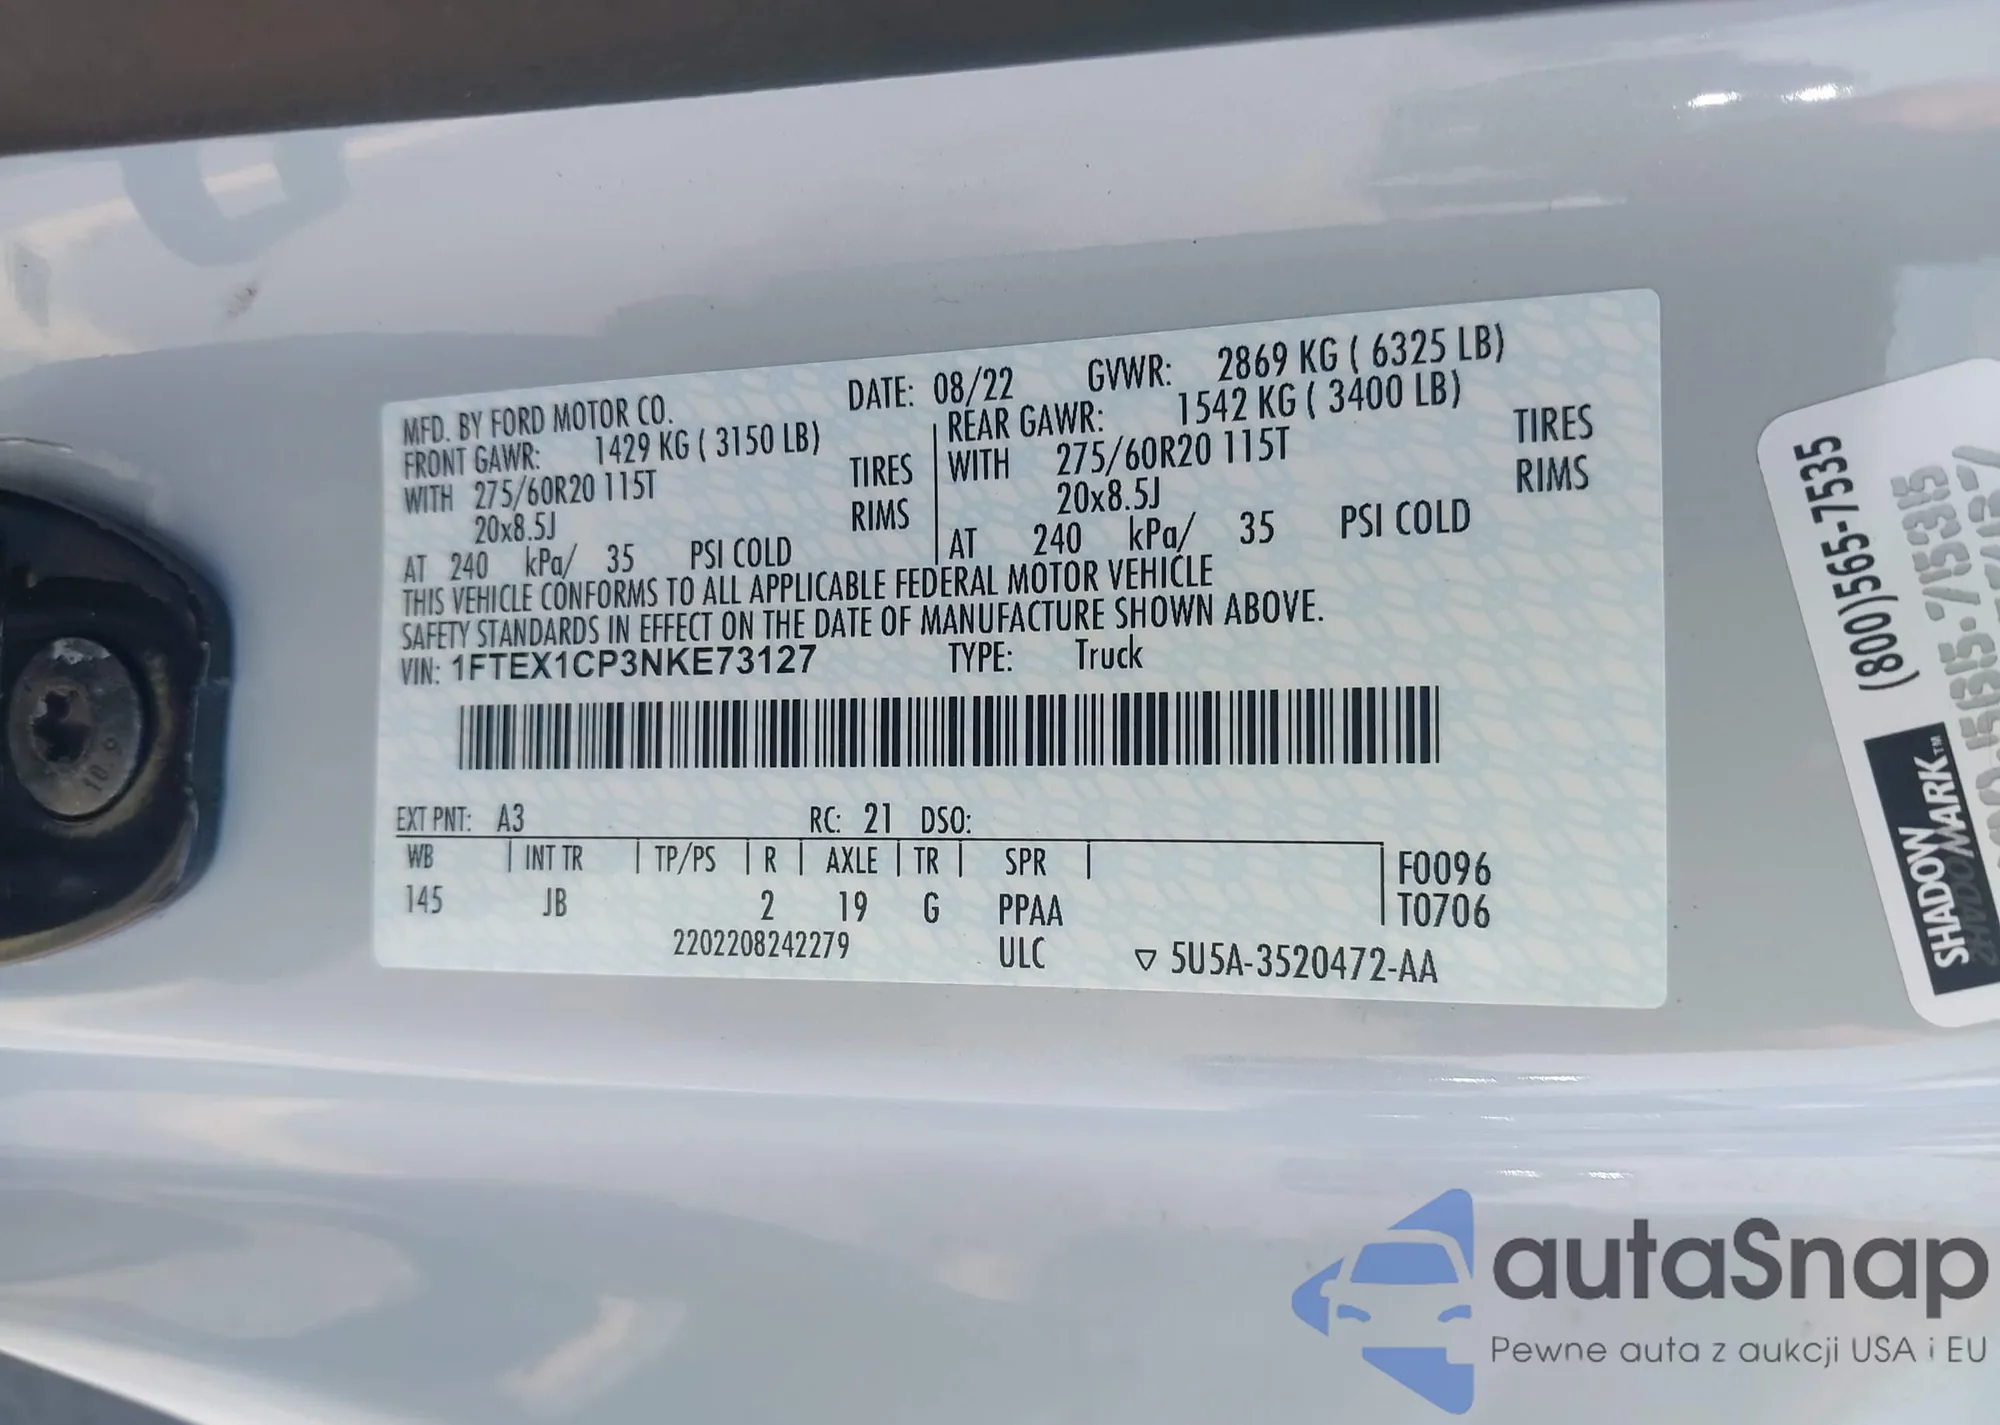 MFD. BY FORD MOTOR CO. DATE: 08/22 GVWR: 2869 KG ( 6325 LB)
FRONT GAWR: 1429 KG ( 3150 LB) REAR GAWR: 1542 KG ( 3400 LB)
WITH 275/60R20 115T TIRES WITH 275/60R20 115T TIRES
20x8.5J RIMS 20x8.5J RIMS
AT 240 kPa/ 35 PSI COLD AT 240 kPa/ 35 PSI COLD
THIS VEHICLE CONFORMS TO ALL APPLICABLE FEDERAL MOTOR VEHICLE
SAFETY STANDARDS IN EFFECT ON THE DATE OF MANUFACTURE SHOWN ABOVE.
VIN: 1FTEX1CP3NKE73127 TYPE: Truck
EXT PNT: A3 RC: 21 DSO:
WB INT TR TP/PS R AXLE TR SPR F0096
145 JB 2 19 G PPAA T0706
2202208242279 ULC ▽ 5U5A-3520472-AA
(800)565-7535
SHADOWMARK™
10.9
autaSnap
Pewne auta z aukcji USA i EU